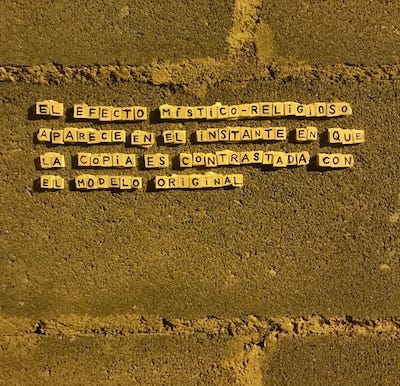 EL EFECTO MíSTICO-RELiGiOSO
APARECE EN EL INSTANTE EN QUE
LA COPiA ES CONTRASTADA CON
EL MODELO ORIGINAL